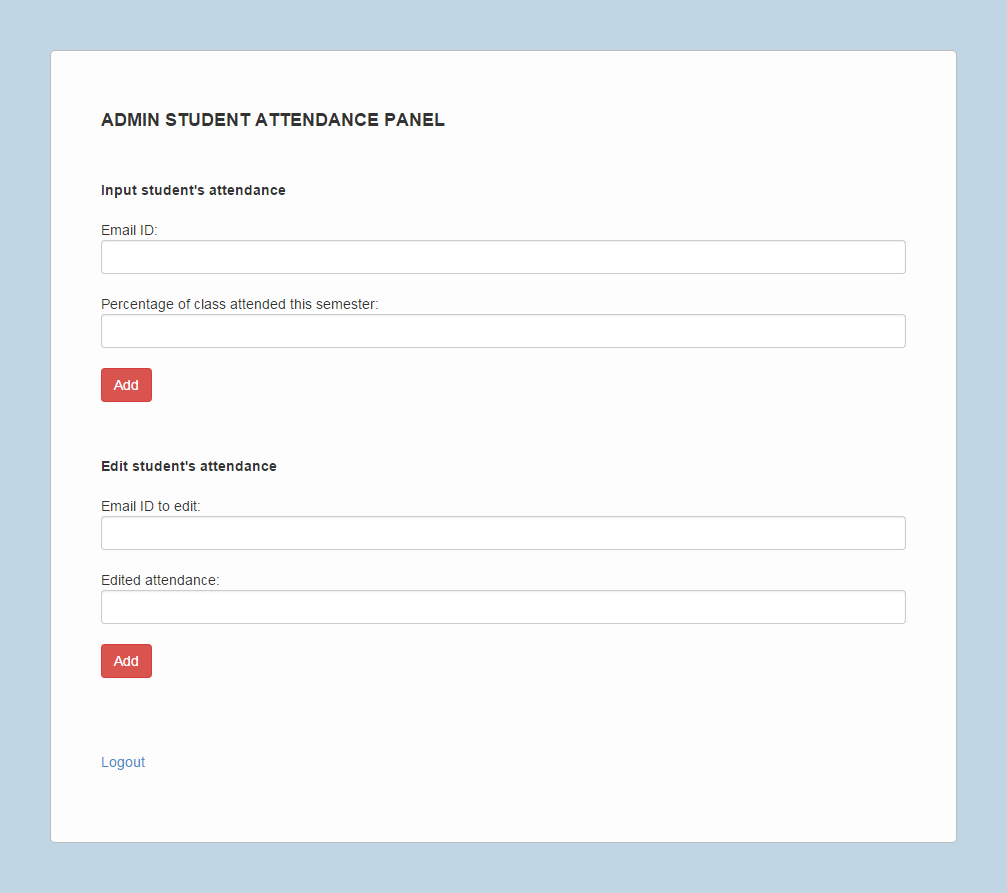 ADMIN STUDENT ATTENDANCE PANEL
Input student's attendance
Email ID:
Percentage of class attended this semester:
Add
Edit student's attendance
Email ID to edit:
Edited attendance:
Add
Logout